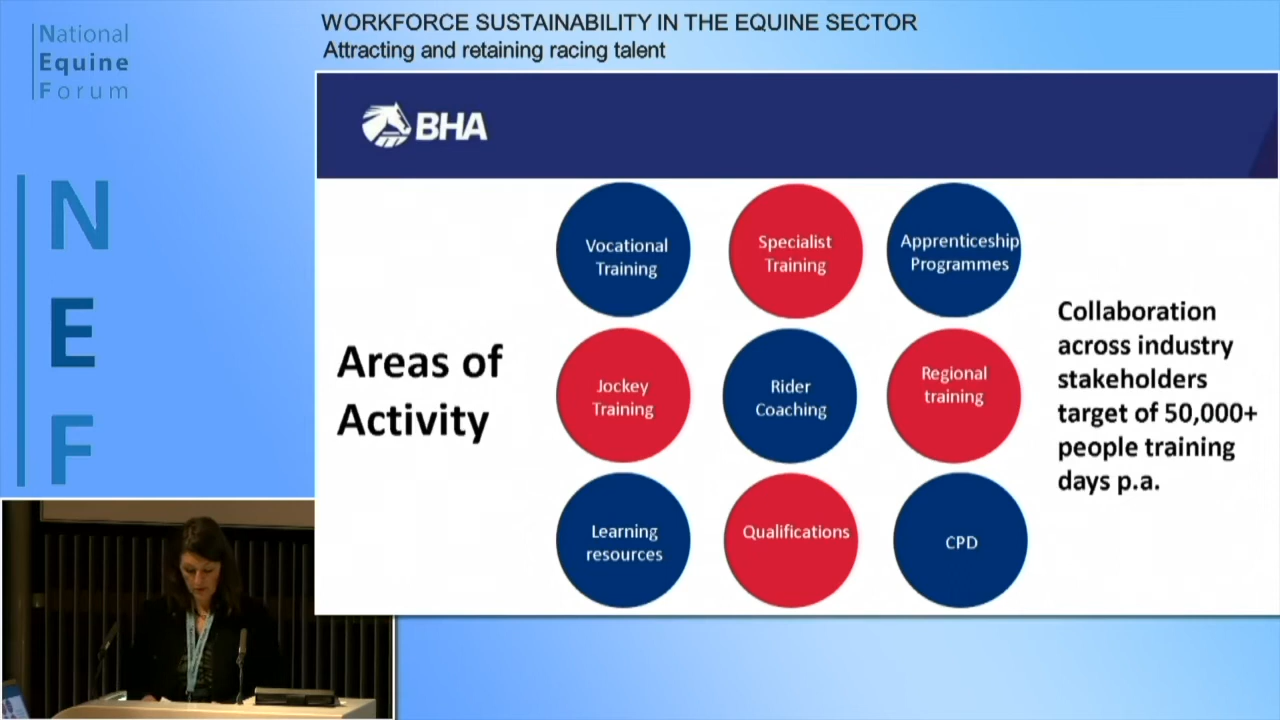 National
Equine
Forum
N
E
F
WORKFORCE SUSTAINABILITY IN THE EQUINE SECTOR
Attracting and retaining racing talent
BHA
Areas of
Activity
Vocational
Training
Specialist
Training
Apprenticeship
Programmes
Jockey
Training
Rider
Coaching
Regional
training
Learning
resources
Qualifications
CPD
Collaboration
across industry
stakeholders
target of 50,000+
people training
days p.a.